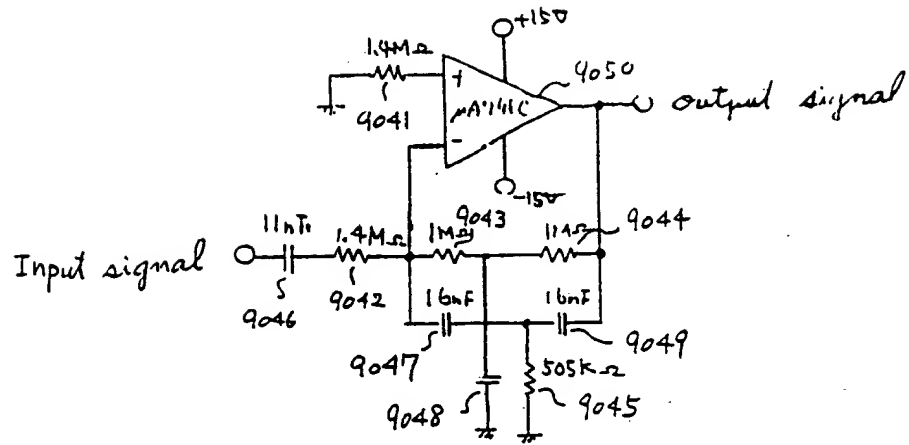 +15V
1.4MΩ
9041
+
-
μA741C
9050
output signal
-15V
9043
9044
11nF
1.4MΩ
1MΩ
1MΩ
Input signal
9046
9042
16nF
16nF
9047
9049
505KΩ
9048
9045